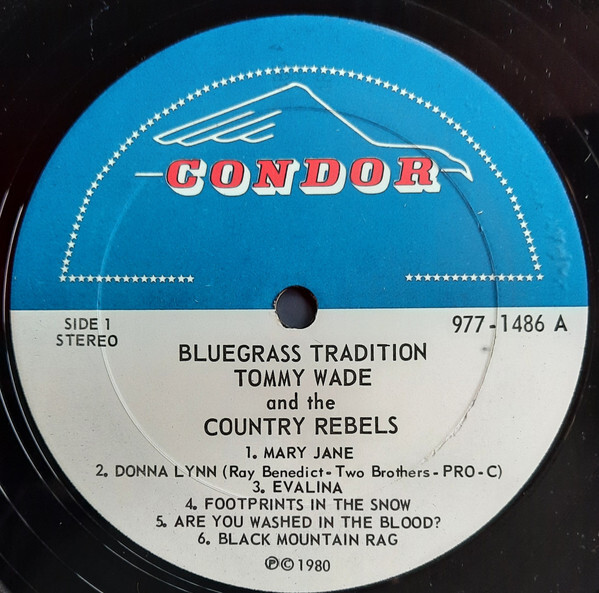 CONDOR
SIDE 1
STEREO
977-1486 A
BLUEGRASS TRADITION
TOMMY WADE
and the
COUNTRY REBELS
1. MARY JANE
2. DONNA LYNN (Ray Benedict - Two Brothers - PRO-C)
3. EVALINA
4. FOOTPRINTS IN THE SNOW
5. ARE YOU WASHED IN THE BLOOD?
6. BLACK MOUNTAIN RAG
℗© 1980